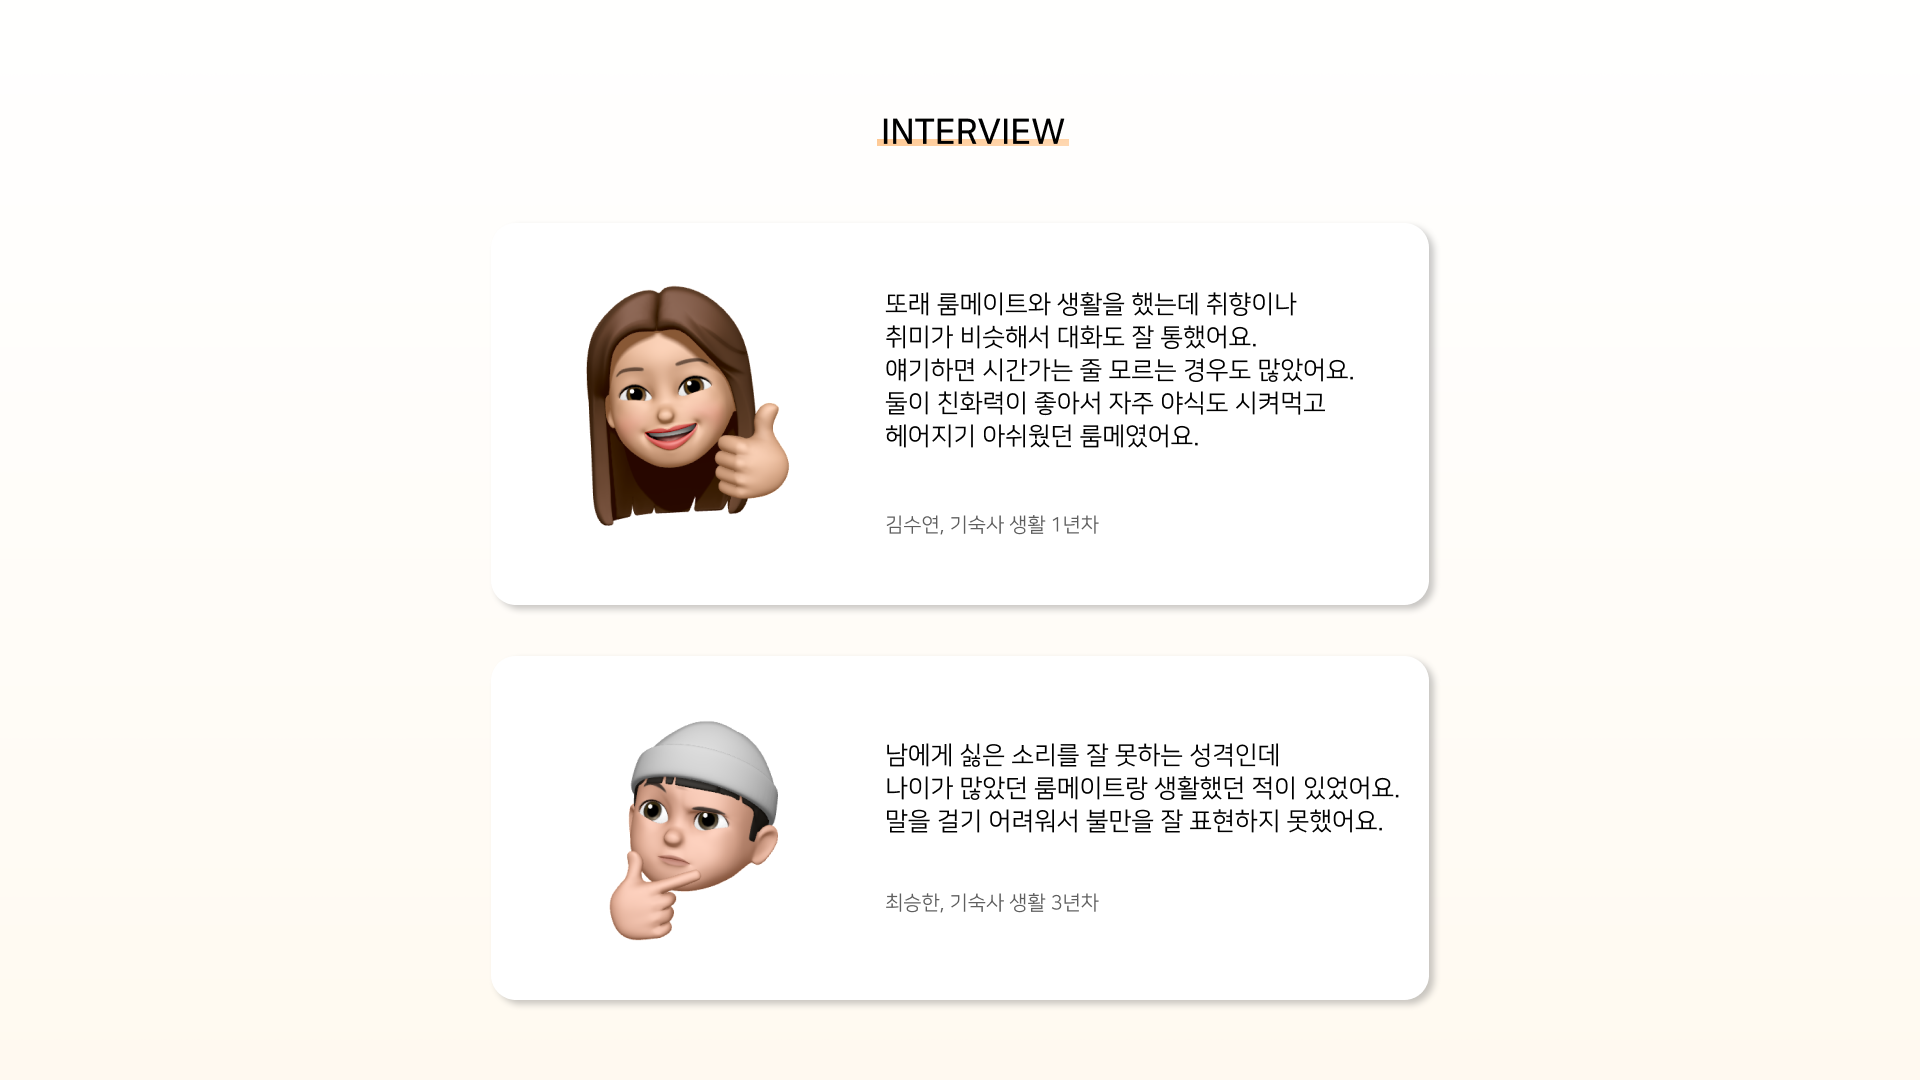 INTERVIEW
또래 룸메이트와 생활을 했는데 취향이나
취미가 비슷해서 대화도 잘 통했어요.
얘기하면 시간가는 줄 모르는 경우도 많았어요.
둘이 친화력이 좋아서 자주 야식도 시켜먹고
헤어지기 아쉬웠던 룸메였어요.
김수연, 기숙사 생활 1년차
남에게 싫은 소리를 잘 못하는 성격인데
나이가 많았던 룸메이트랑 생활했던 적이 있었어요.
말을 걸기 어려워서 불만을 잘 표현하지 못했어요.
최승한, 기숙사 생활 3년차